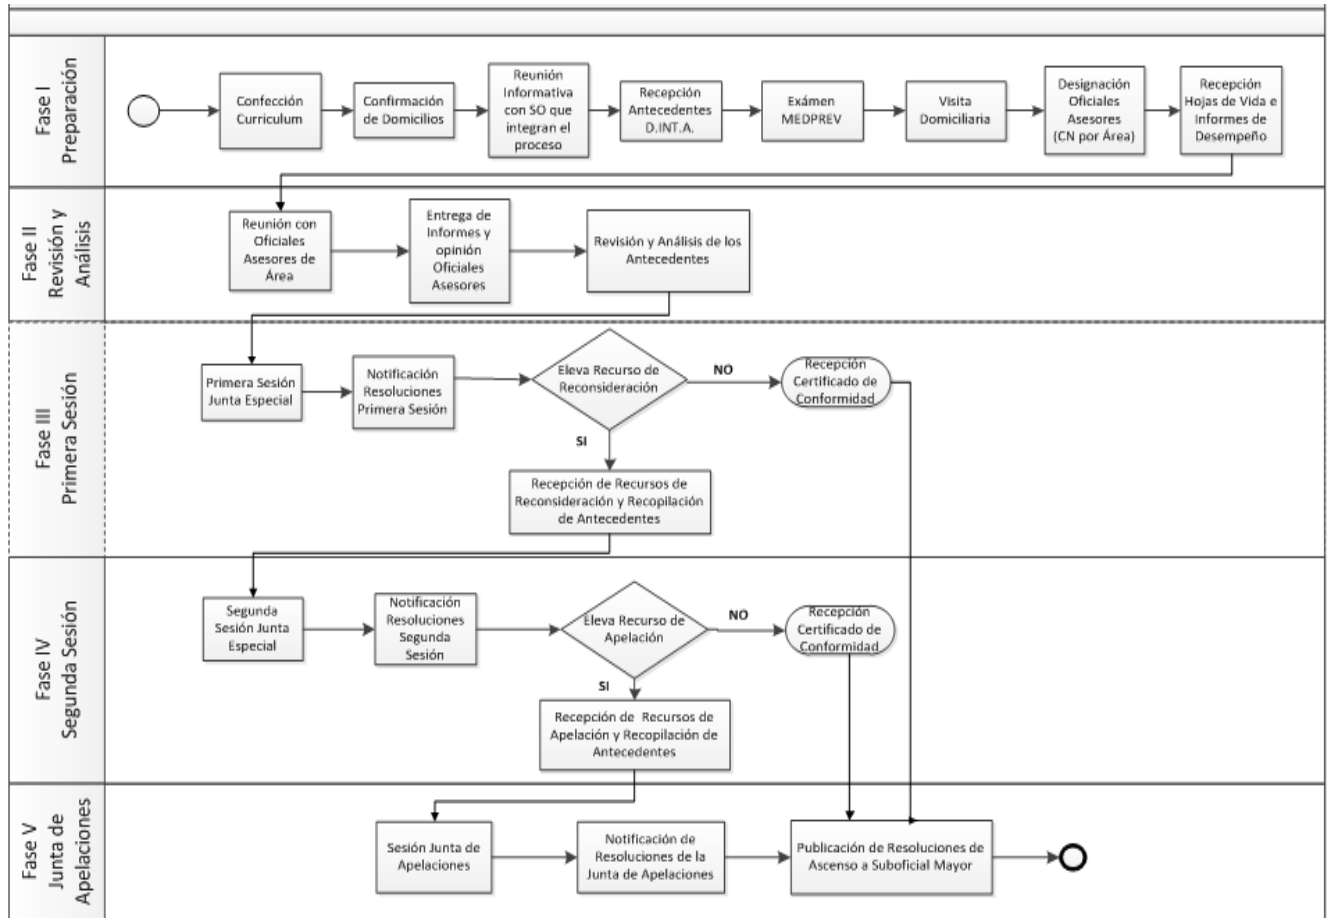 Fase I
Preparación
Confección
Curriculum
Confirmación
de Domicilios
Reunión
Informativa
con SO que
integran el
proceso
Recepción
Antecedentes
D.INT.A.
Exámen
MEDPREV
Visita
Domiciliaria
Designación
Oficiales
Asesores
(CN por Área)
Recepción
Hojas de Vida e
Informes de
Desempeño
Fase II
Revisión y
Análisis
Reunión con
Oficiales
Asesores de
Área
Entrega de
Informes y
opinión
Oficiales
Asesores
Revisión y Análisis de los
Antecedentes
Fase III
Primera Sesión
Primera Sesión
Junta Especial
Notificación
Resoluciones
Primera Sesión
Eleva Recurso de
Reconsideración
NO
Recepción
Certificado de
Conformidad
SI
Recepción de Recursos de
Reconsideración y Recopilación
de Antecedentes
Fase IV
Segunda Sesión
Segunda
Sesión Junta
Especial
Notificación
Resoluciones
Segunda
Sesión
Eleva Recurso de
Apelación
NO
Recepción
Certificado de
Conformidad
SI
Recepción de Recursos de
Apelación y Recopilación de
Antecedentes
Fase V
Junta de
Apelaciones
Sesión Junta de
Apelaciones
Notificación de
Resoluciones de la
Junta de Apelaciones
Publicación de Resoluciones de
Ascenso a Suboficial Mayor